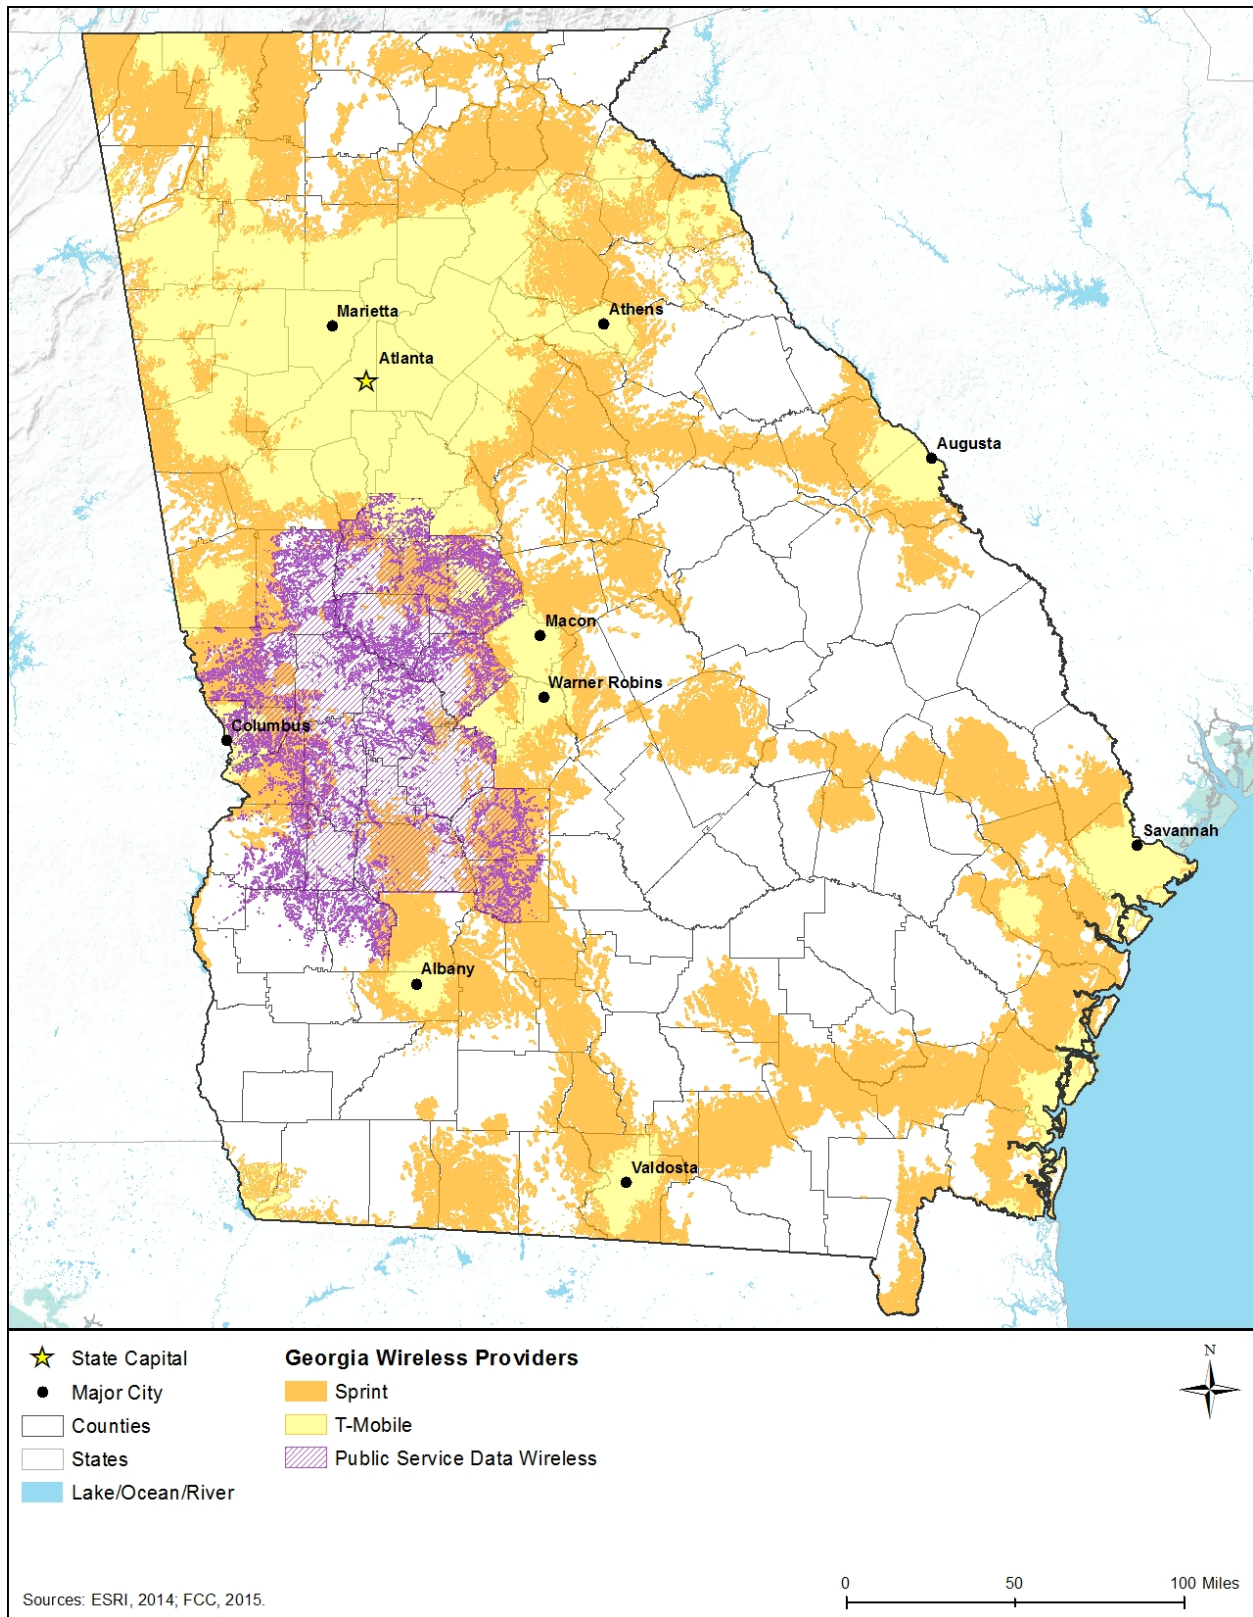 Marietta
Athens
Atlanta
Augusta
Macon
Warner Robins
Columbus
Savannah
Albany
Valdosta
State Capital
Major City
Counties
States
Lake/Ocean/River
Georgia Wireless Providers
Sprint
T-Mobile
Public Service Data Wireless
N
0 50 100 Miles
Sources: ESRI, 2014; FCC, 2015.